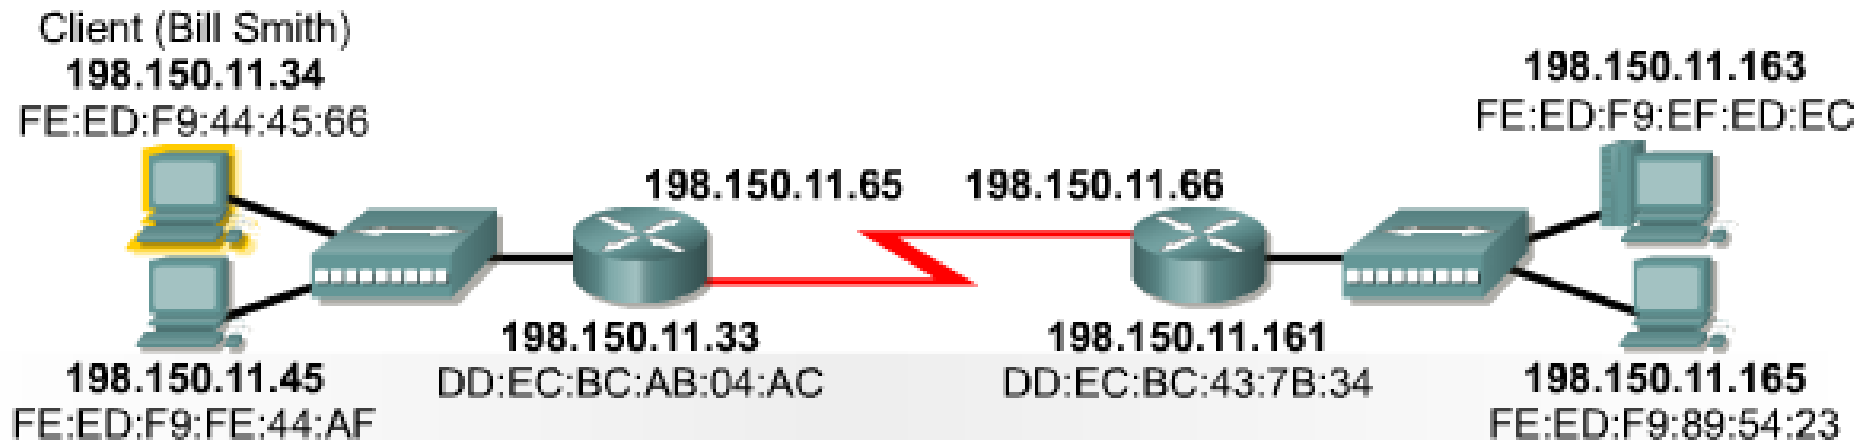 Client (Bill Smith)
198.150.11.34
FE:ED:F9:44:45:66
198.150.11.163
FE:ED:F9:EF:ED:EC
198.150.11.65
198.150.11.66
198.150.11.33
DD:EC:BC:AB:04:AC
198.150.11.161
DD:EC:BC:43:7B:34
198.150.11.45
FE:ED:F9:FE:44:AF
198.150.11.165
FE:ED:F9:89:54:23